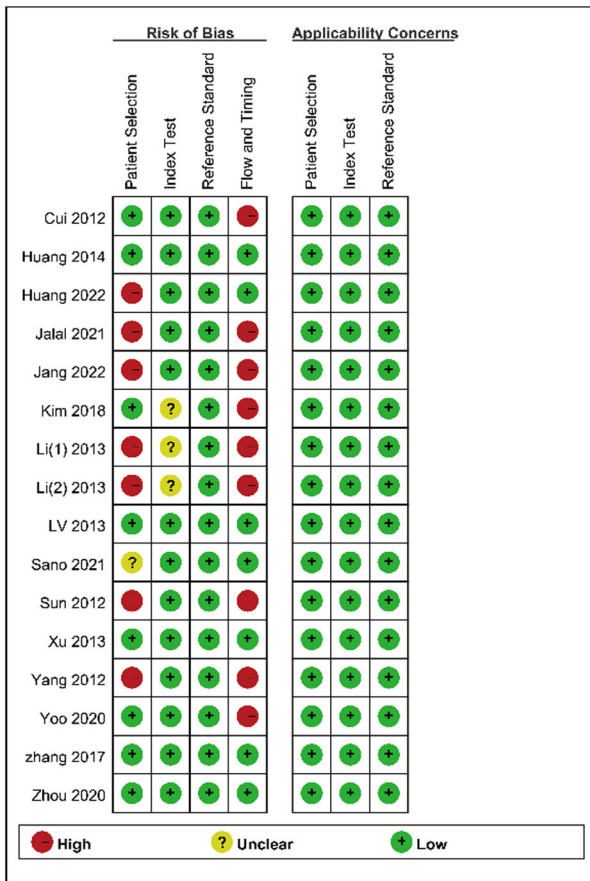 Risk of Bias Applicability Concerns
Patient Selection Index Test Reference Standard Flow and Timing Patient Selection Index Test Reference Standard
Cui 2012 + + + - + + +
Huang 2014 + + + + + + +
Huang 2022 - + + + + + +
Jalal 2021 - + + - + + +
Jang 2022 - + + - + + +
Kim 2018 + ? + - + + +
Li(1) 2013 - ? + - + + +
Li(2) 2013 - ? + - + + +
LV 2013 + + + + + + +
Sano 2021 ? + + + + + +
Sun 2012 + + + + +
Xu 2013 + + + + + + +
Yang 2012 - + + - + + +
Yoo 2020 + + + - + + +
zhang 2017 + + + + + + +
Zhou 2020 + + + + + + +
- High ? Unclear + Low